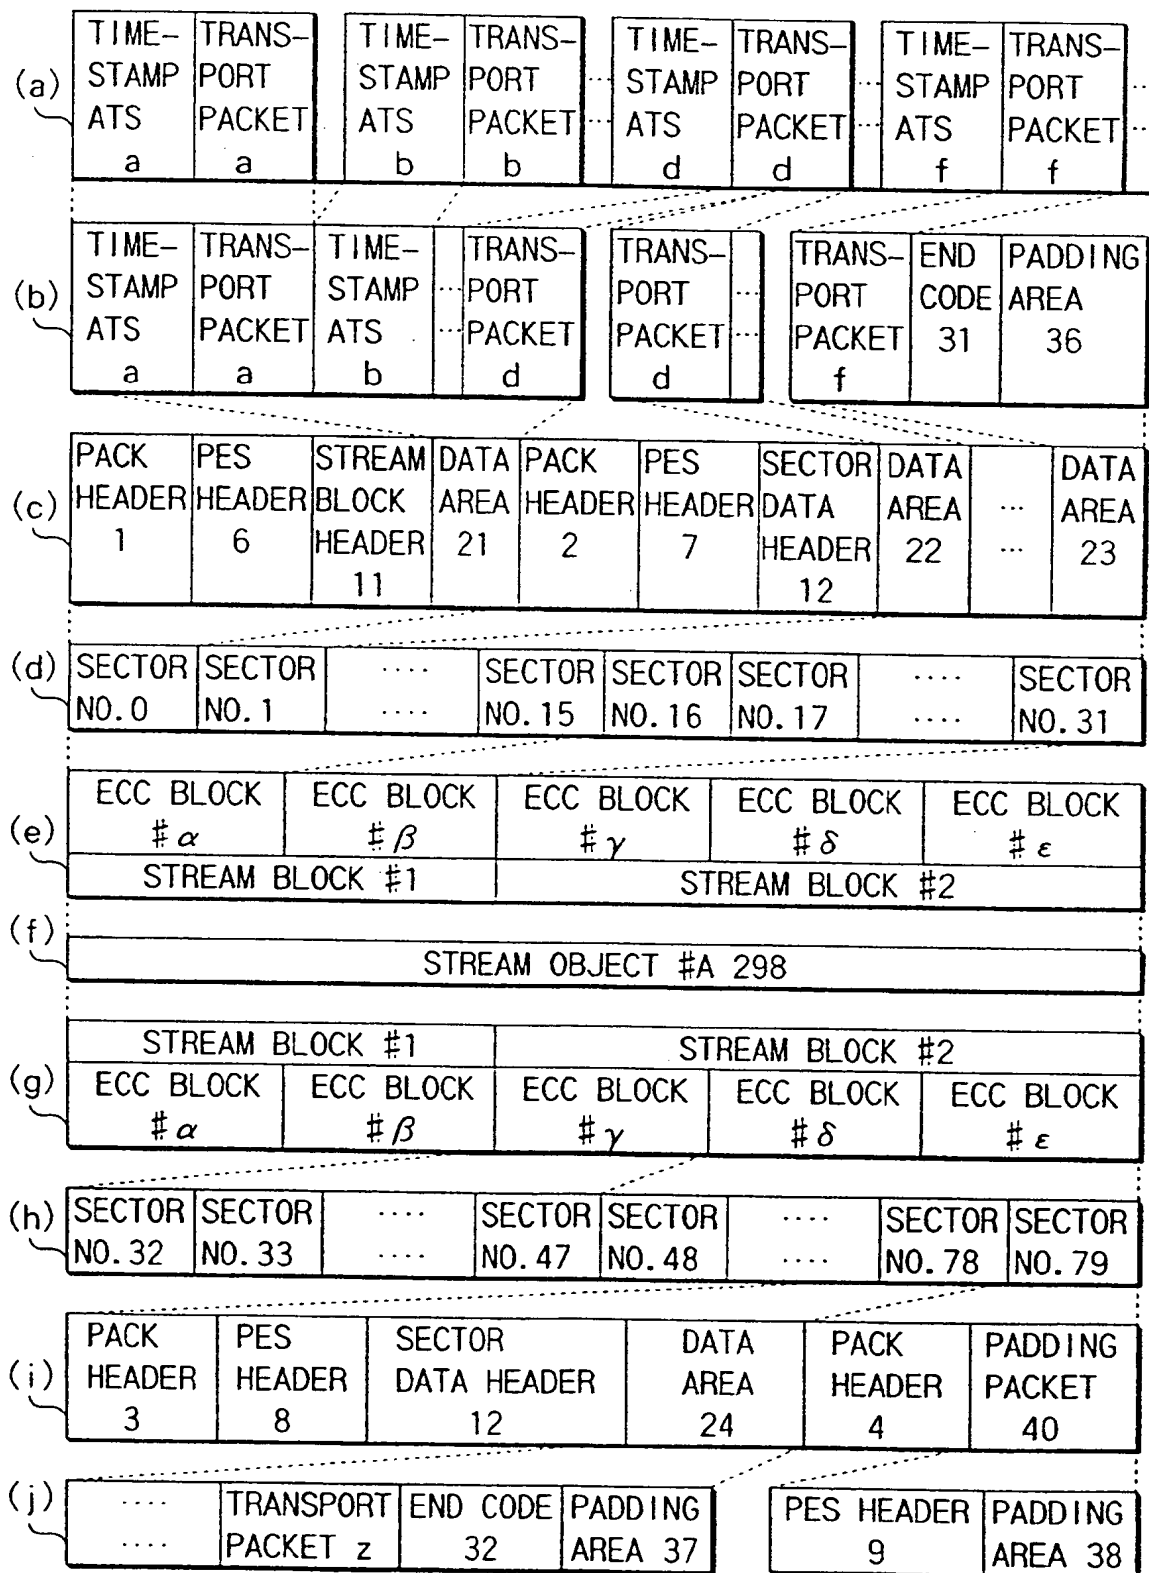 (a)
TIME- TRANS- TIME- TRANS- TIME- TRANS- TIME- TRANS-
STAMP PORT STAMP PORT ... STAMP PORT ... STAMP PORT ...
ATS PACKET ATS PACKET ... ATS PACKET ... ATS PACKET ...
a a b b d d f f
(b)
TIME- TRANS- TIME- TRANS- TRANS- TRANS- END PADDING
STAMP PORT STAMP ... PORT PORT ... PORT CODE AREA
ATS PACKET ATS ... PACKET PACKET ... PACKET 31 36
a a b d d f
(c)
PACK PES STREAM DATA PACK PES SECTOR DATA DATA
HEADER HEADER BLOCK AREA HEADER HEADER DATA AREA ... AREA
1 6 HEADER 21 2 7 HEADER 22 ... 23
11 12
(d)
SECTOR SECTOR .... SECTOR SECTOR SECTOR .... SECTOR
NO.0 NO.1 .... NO.15 NO.16 NO.17 .... NO.31
(e)
ECC BLOCK ECC BLOCK ECC BLOCK ECC BLOCK ECC BLOCK
#α #β #γ #δ #ε
STREAM BLOCK #1 STREAM BLOCK #2
(f)
STREAM OBJECT #A 298
(g)
STREAM BLOCK #1 STREAM BLOCK #2
ECC BLOCK ECC BLOCK ECC BLOCK ECC BLOCK ECC BLOCK
#α #β #γ #δ #ε
(h)
SECTOR SECTOR .... SECTOR SECTOR .... SECTOR SECTOR
NO.32 NO.33 .... NO.47 NO.48 .... NO.78 NO.79
(i)
PACK PES SECTOR DATA PACK PADDING
HEADER HEADER DATA HEADER AREA HEADER PACKET
3 8 12 24 4 40
(j)
.... TRANSPORT END CODE PADDING PES HEADER PADDING
.... PACKET z 32 AREA 37 9 AREA 38